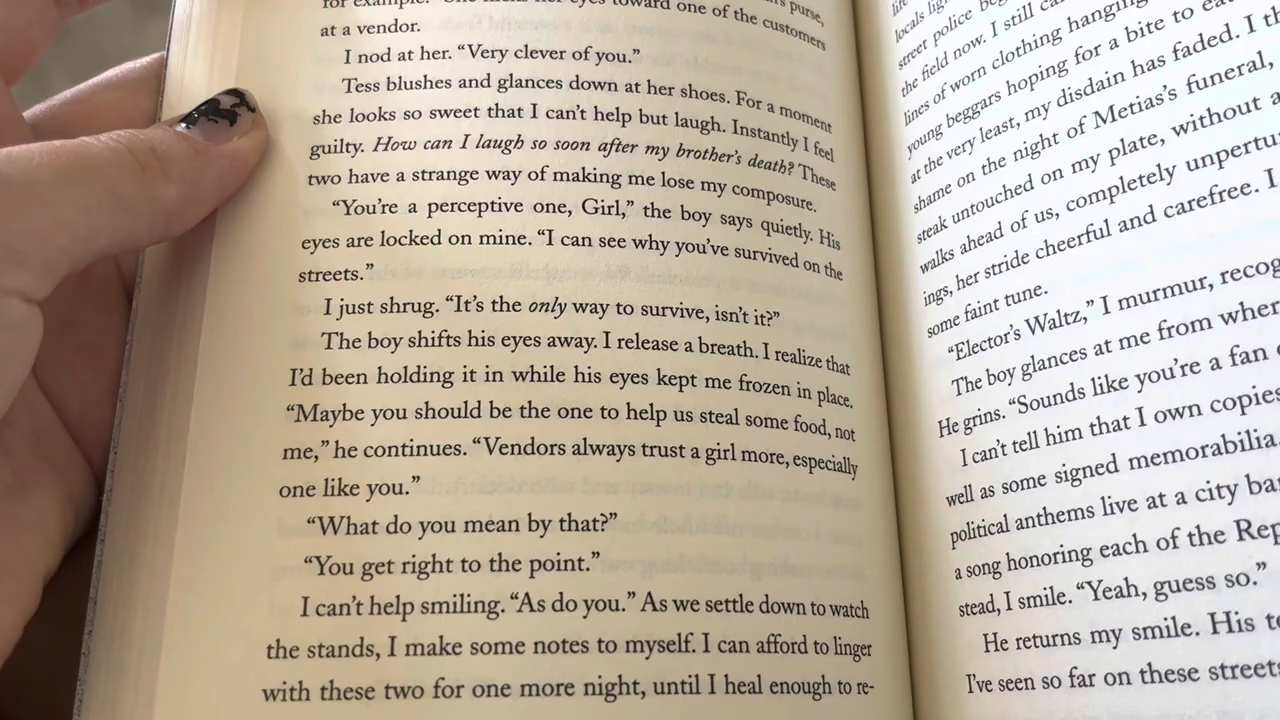 for example." She
eyes toward one of the customers
purse,
at a vendor.
I nod at her. "Very clever of you."
Tess blushes and glances down at her shoes. For a moment
she looks so sweet that I can't help but laugh. Instantly I feel
guilty. How can I laugh so soon after my brother's death? These
two have a strange way of making me lose my composure.
"You're a perceptive one, Girl," the boy says quietly. His
eyes are locked on mine. "I can see why you've survived on the
streets."
I just shrug. "It's the only way to survive, isn't it?"
The boy shifts his eyes away. I release a breath. I realize that
I'd been holding it in while his eyes kept me frozen in place.
"Maybe you should be the one to help us steal some food, not
me," he continues. "Vendors always trust a girl more, especially
one like you."
"What do you mean by that?"
"You get right to the point."
I can't help smiling. "As do you." As we settle down to watch
the stands, I make some notes to myself. I can afford to linger
with these two for one more night, until I heal enough to re-
locals
street police
the field now. I still
lines of worn clothing hanging
young beggars hoping for a bite to
at the very least, my disdain has faded. I
shame on the night of Metias's funeral,
steak untouched on my plate, without a
walks ahead of us, completely
ings, her stride cheerful and carefree. I
some faint tune.
"Elector's Waltz," I murmur,
The boy glances at me from
He grins. "Sounds like you're a fan
I can't tell him that I own copies
well as some signed memorabilia,
political anthems live at a city
a song honoring each of the
stead, I smile. "Yeah, guess so."
He returns my smile. His
I've seen so far on these streets